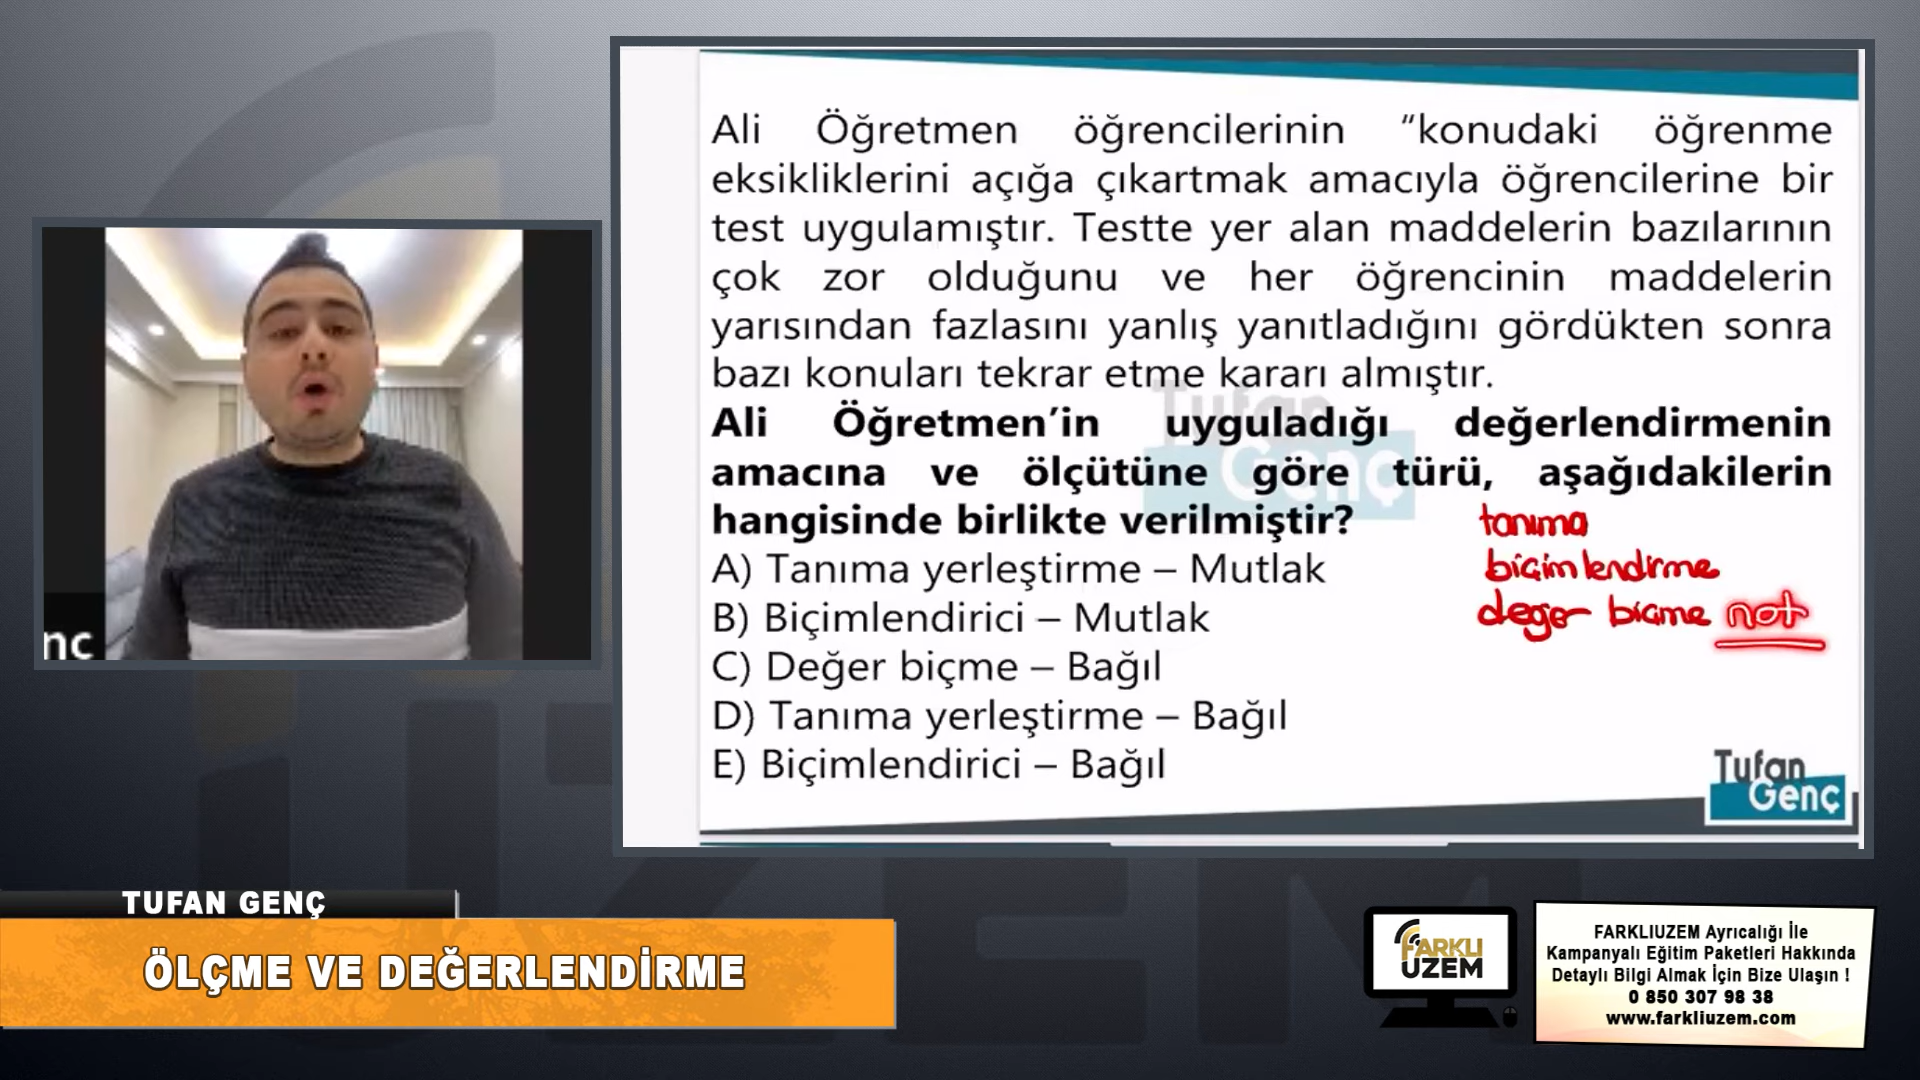 Ali Öğretmen öğrencilerinin “konudaki öğrenme
eksikliklerini açığa çıkartmak amacıyla öğrencilerine bir
test uygulamıştır. Testte yer alan maddelerin bazılarının
çok zor olduğunu ve her öğrencinin maddelerin
yarısından fazlasını yanlış yanıtladığını gördükten sonra
bazı konuları tekrar etme kararı almıştır.
Ali Öğretmen’in uyguladığı değerlendirmenin
amacına ve ölçütüne göre türü, aşağıdakilerin
hangisinde birlikte verilmiştir?
A) Tanıma yerleştirme – Mutlak
B) Biçimlendirici – Mutlak
C) Değer biçme – Bağıl
D) Tanıma yerleştirme – Bağıl
E) Biçimlendirici – Bağıl
tanıma
biçimlendirme
değer biçme not
Tufan
Genç
Tufan
Genç
nç
TUFAN GENÇ
ÖLÇME VE DEĞERLENDİRME
FARKLI
UZEM
FARKLIUZEM Ayrıcalığı İle
Kampanyalı Eğitim Paketleri Hakkında
Detaylı Bilgi Almak İçin Bize Ulaşın !
0 850 307 98 38
www.farkliuzem.com